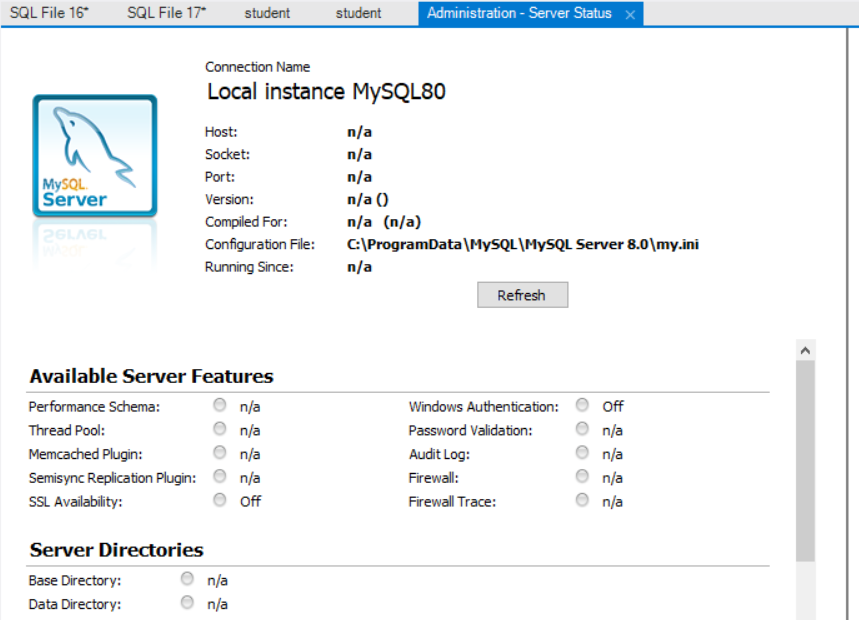 SQL File 16* SQL File 17* student student Administration - Server Status
Connection Name
Local instance MySQL80
MySQL
Server
Host: n/a
Socket: n/a
Port: n/a
Version: n/a ()
Compiled For: n/a (n/a)
Configuration File: C:\ProgramData\MySQL\MySQL Server 8.0\my.ini
Running Since: n/a
Refresh
Available Server Features
Performance Schema: n/a Windows Authentication: Off
Thread Pool: n/a Password Validation: n/a
Memcached Plugin: n/a Audit Log: n/a
Semisync Replication Plugin: n/a Firewall: n/a
SSL Availability: Off Firewall Trace: n/a
Server Directories
Base Directory: n/a
Data Directory: n/a